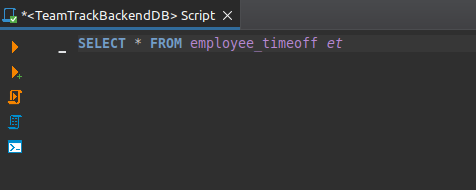 *<TeamTrackBackendDB> Script
SELECT * FROM employee_timeoff et